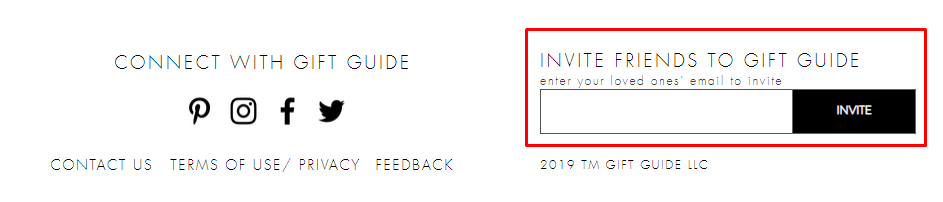 CONNECT WITH GIFT GUIDE
CONTACT US TERMS OF USE/ PRIVACY FEEDBACK
INVITE FRIENDS TO GIFT GUIDE
enter your loved ones' email to invite
INVITE
2019 TM GIFT GUIDE LLC